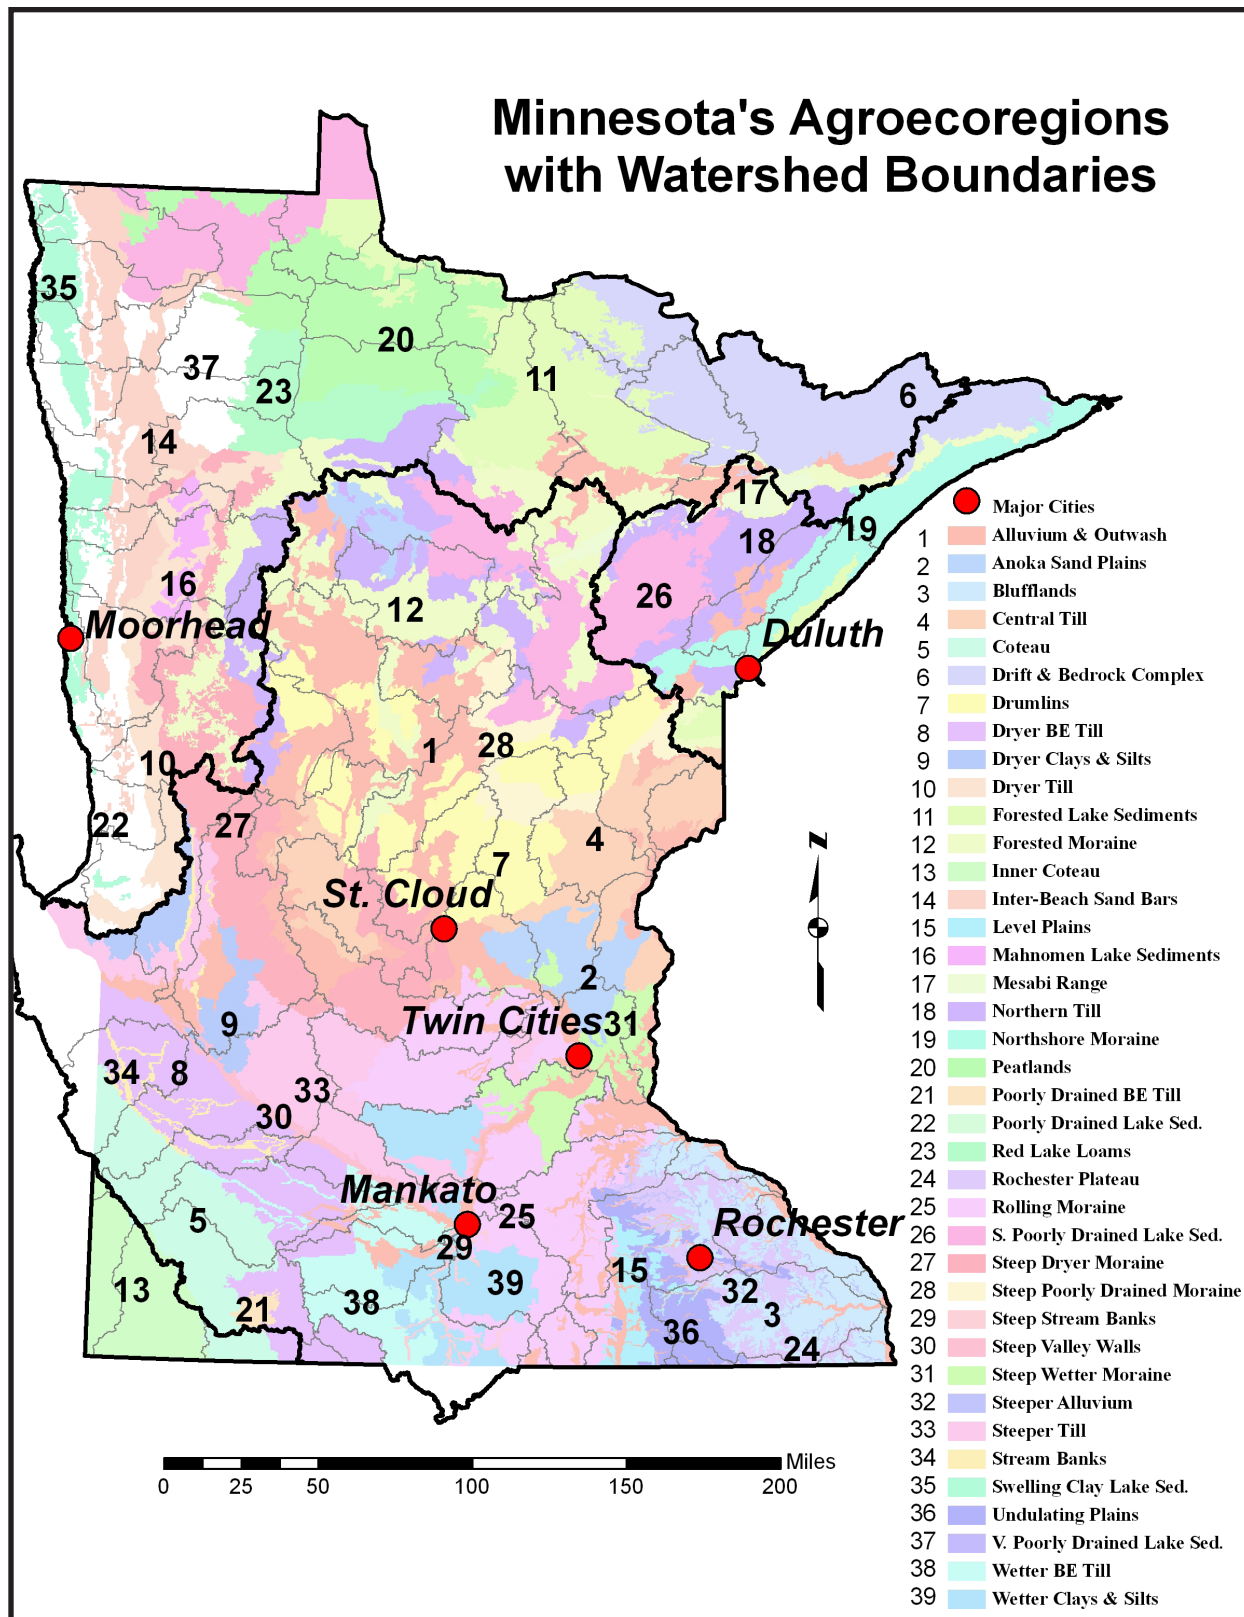 Minnesota's Agroecoregions
with Watershed Boundaries
35
20
37
23
11
6
14
17
19
18
16
26
12
Moorhead
Duluth
1
28
10
22
27
4
7
St. Cloud
2
9
Twin Cities
31
34
8
33
30
Mankato
5
25
Rochester
29
15
13
39
32
21
38
3
36
24
N
Major Cities
1 Alluvium & Outwash
2 Anoka Sand Plains
3 Blufflands
4 Central Till
5 Coteau
6 Drift & Bedrock Complex
7 Drumlins
8 Dryer BE Till
9 Dryer Clays & Silts
10 Dryer Till
11 Forested Lake Sediments
12 Forested Moraine
13 Inner Coteau
14 Inter-Beach Sand Bars
15 Level Plains
16 Mahnomen Lake Sediments
17 Mesabi Range
18 Northern Till
19 Northshore Moraine
20 Peatlands
21 Poorly Drained BE Till
22 Poorly Drained Lake Sed.
23 Red Lake Loams
24 Rochester Plateau
25 Rolling Moraine
26 S. Poorly Drained Lake Sed.
27 Steep Dryer Moraine
28 Steep Poorly Drained Moraine
29 Steep Stream Banks
30 Steep Valley Walls
31 Steep Wetter Moraine
32 Steeper Alluvium
33 Steeper Till
34 Stream Banks
35 Swelling Clay Lake Sed.
36 Undulating Plains
37 V. Poorly Drained Lake Sed.
38 Wetter BE Till
39 Wetter Clays & Silts
Miles
0 25 50 100 150 200